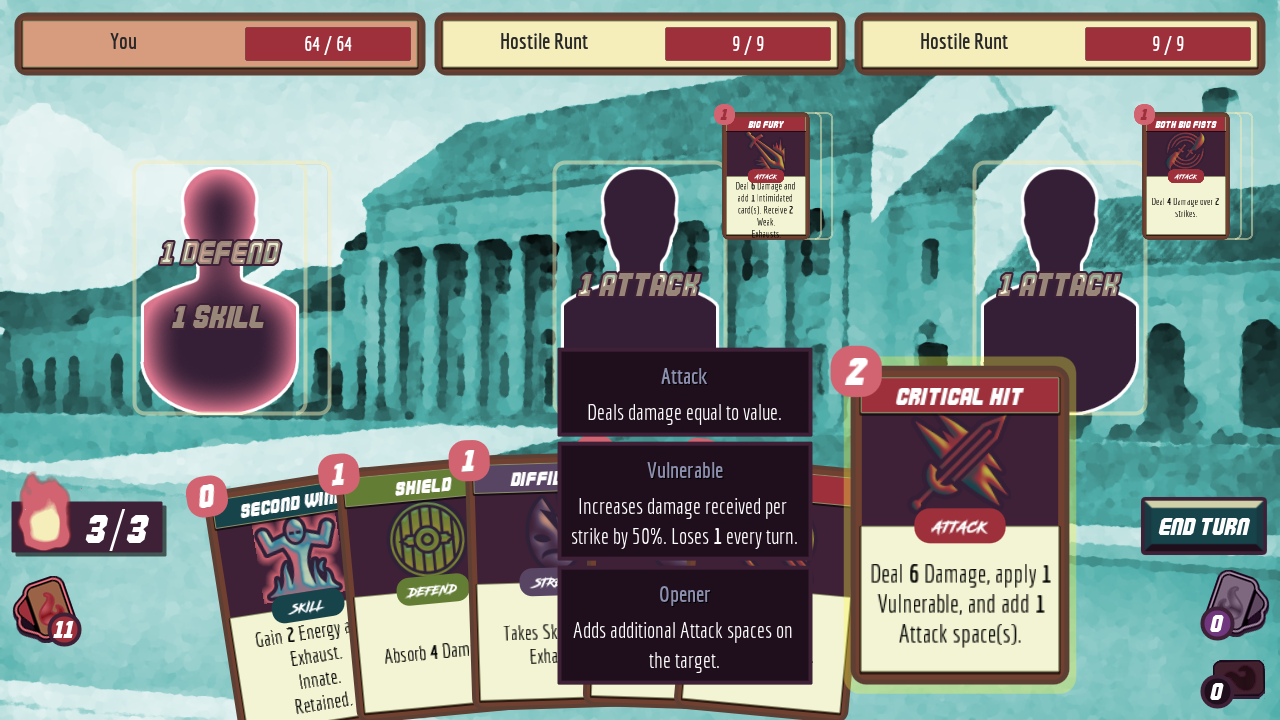 You
64 / 64
Hostile Runt
9 / 9
Hostile Runt
9 / 9
1
BIG FURY
ATTACK
Deal 6 Damage and
add 1 Intimidated
card(s). Receive 2
Weak.
Exhausts.
1
BOTH BIG FISTS
ATTACK
Deal 4 Damage over 2
strikes.
1 DEFEND
1 SKILL
1 ATTACK
1 ATTACK
Attack
Deals damage equal to value.
Vulnerable
Increases damage received per
strike by 50%. Loses 1 every turn.
Opener
Adds additional Attack spaces on
the target.
2
CRITICAL HIT
ATTACK
Deal 6 Damage, apply 1
Vulnerable, and add 1
Attack space(s).
0
SECOND WIN
SKILL
Gain 2 Energy a
Exhaust.
Innate.
Retained.
1
SHIELD
DEFEND
Absorb 4 Dam
1
DIFFI
STR
Takes Sk
Exha
3/3
11
END TURN
0
0